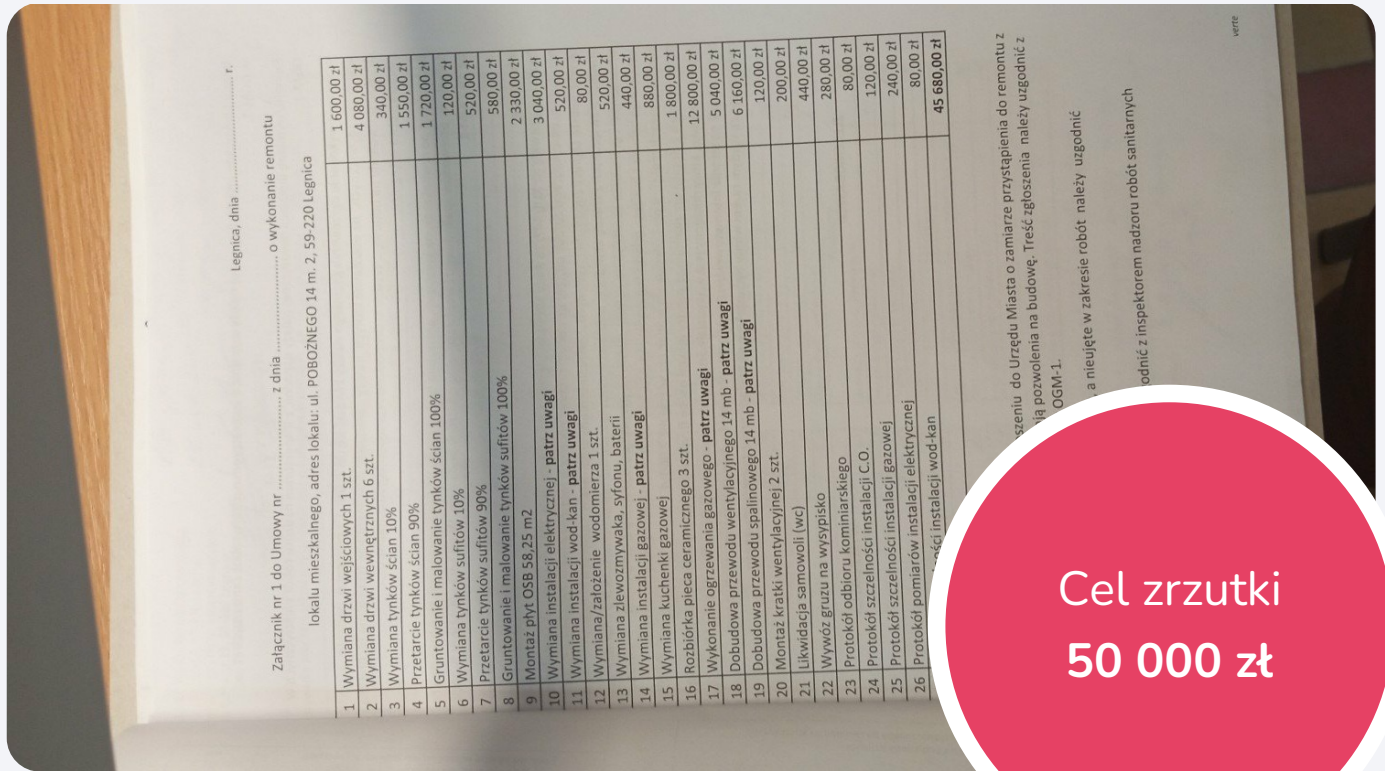 Legnica, dnia ........................................ r.
Załącznik nr 1 do Umowy nr ........................ z dnia ........................ o wykonanie remontu
lokalu mieszkalnego, adres lokalu: ul. POBOŻNEGO 14 m. 2, 59-220 Legnica
1 Wymiana drzwi wejściowych 1 szt. 1 600,00 zł
2 Wymiana drzwi wewnętrznych 6 szt. 4 080,00 zł
3 Wymiana tynków ścian 10% 340,00 zł
4 Przetarcie tynków ścian 90% 1 550,00 zł
5 Gruntowanie i malowanie tynków ścian 100% 1 720,00 zł
6 Wymiana tynków sufitów 10% 120,00 zł
7 Przetarcie tynków sufitów 90% 520,00 zł
8 Gruntowanie i malowanie tynków sufitów 100% 580,00 zł
9 Montaż płyt OSB 58,25 m2 2 330,00 zł
10 Wymiana instalacji elektrycznej - patrz uwagi 3 040,00 zł
11 Wymiana instalacji wod-kan - patrz uwagi 520,00 zł
12 Wymiana/założenie wodomierza 1 szt. 80,00 zł
13 Wymiana zlewozmywaka, syfonu, baterii 520,00 zł
14 Wymiana instalacji gazowej - patrz uwagi 440,00 zł
15 Wymiana kuchenki gazowej 880,00 zł
16 Rozbiórka pieca ceramicznego 3 szt. 1 800,00 zł
17 Wykonanie ogrzewania gazowego - patrz uwagi 12 800,00 zł
18 Dobudowa przewodu wentylacyjnego 14 mb - patrz uwagi 5 040,00 zł
19 Dobudowa przewodu spalinowego 14 mb - patrz uwagi 6 160,00 zł
20 Montaż kratki wentylacyjnej 2 szt. 120,00 zł
21 Likwidacja samowoli (wc) 200,00 zł
22 Wywóz gruzu na wysypisko 440,00 zł
23 Protokół odbioru kominiarskiego 280,00 zł
24 Protokół szczelności instalacji C.O. 80,00 zł
25 Protokół szczelności instalacji gazowej 120,00 zł
26 Protokół pomiarów instalacji elektrycznej 240,00 zł
instalacji wod-kan 80,00 zł
45 680,00 zł
do Urzędu Miasta o zamiarze przystąpienia do remontu z
pozwolenia na budowę. Treść zgłoszenia należy uzgodnić z
OGM-1.
, a nieujęte w zakresie robót należy uzgodnić
z inspektorem nadzoru robót sanitarnych
verte
Cel zrzutki
50 000 zł